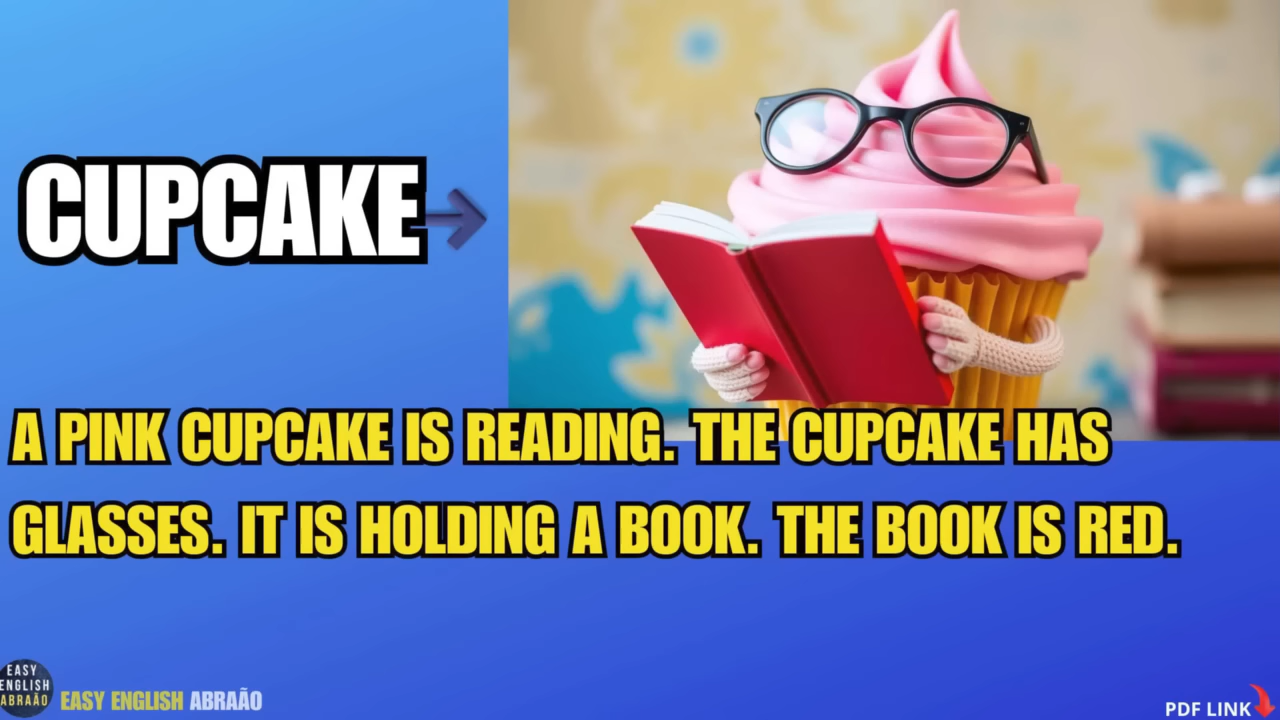 CUPCAKE
A PINK CUPCAKE IS READING. THE CUPCAKE HAS
GLASSES. IT IS HOLDING A BOOK. THE BOOK IS RED.
EASY
ENGLISH
ABRAÃO
EASY ENGLISH ABRAÃO
PDF LINK